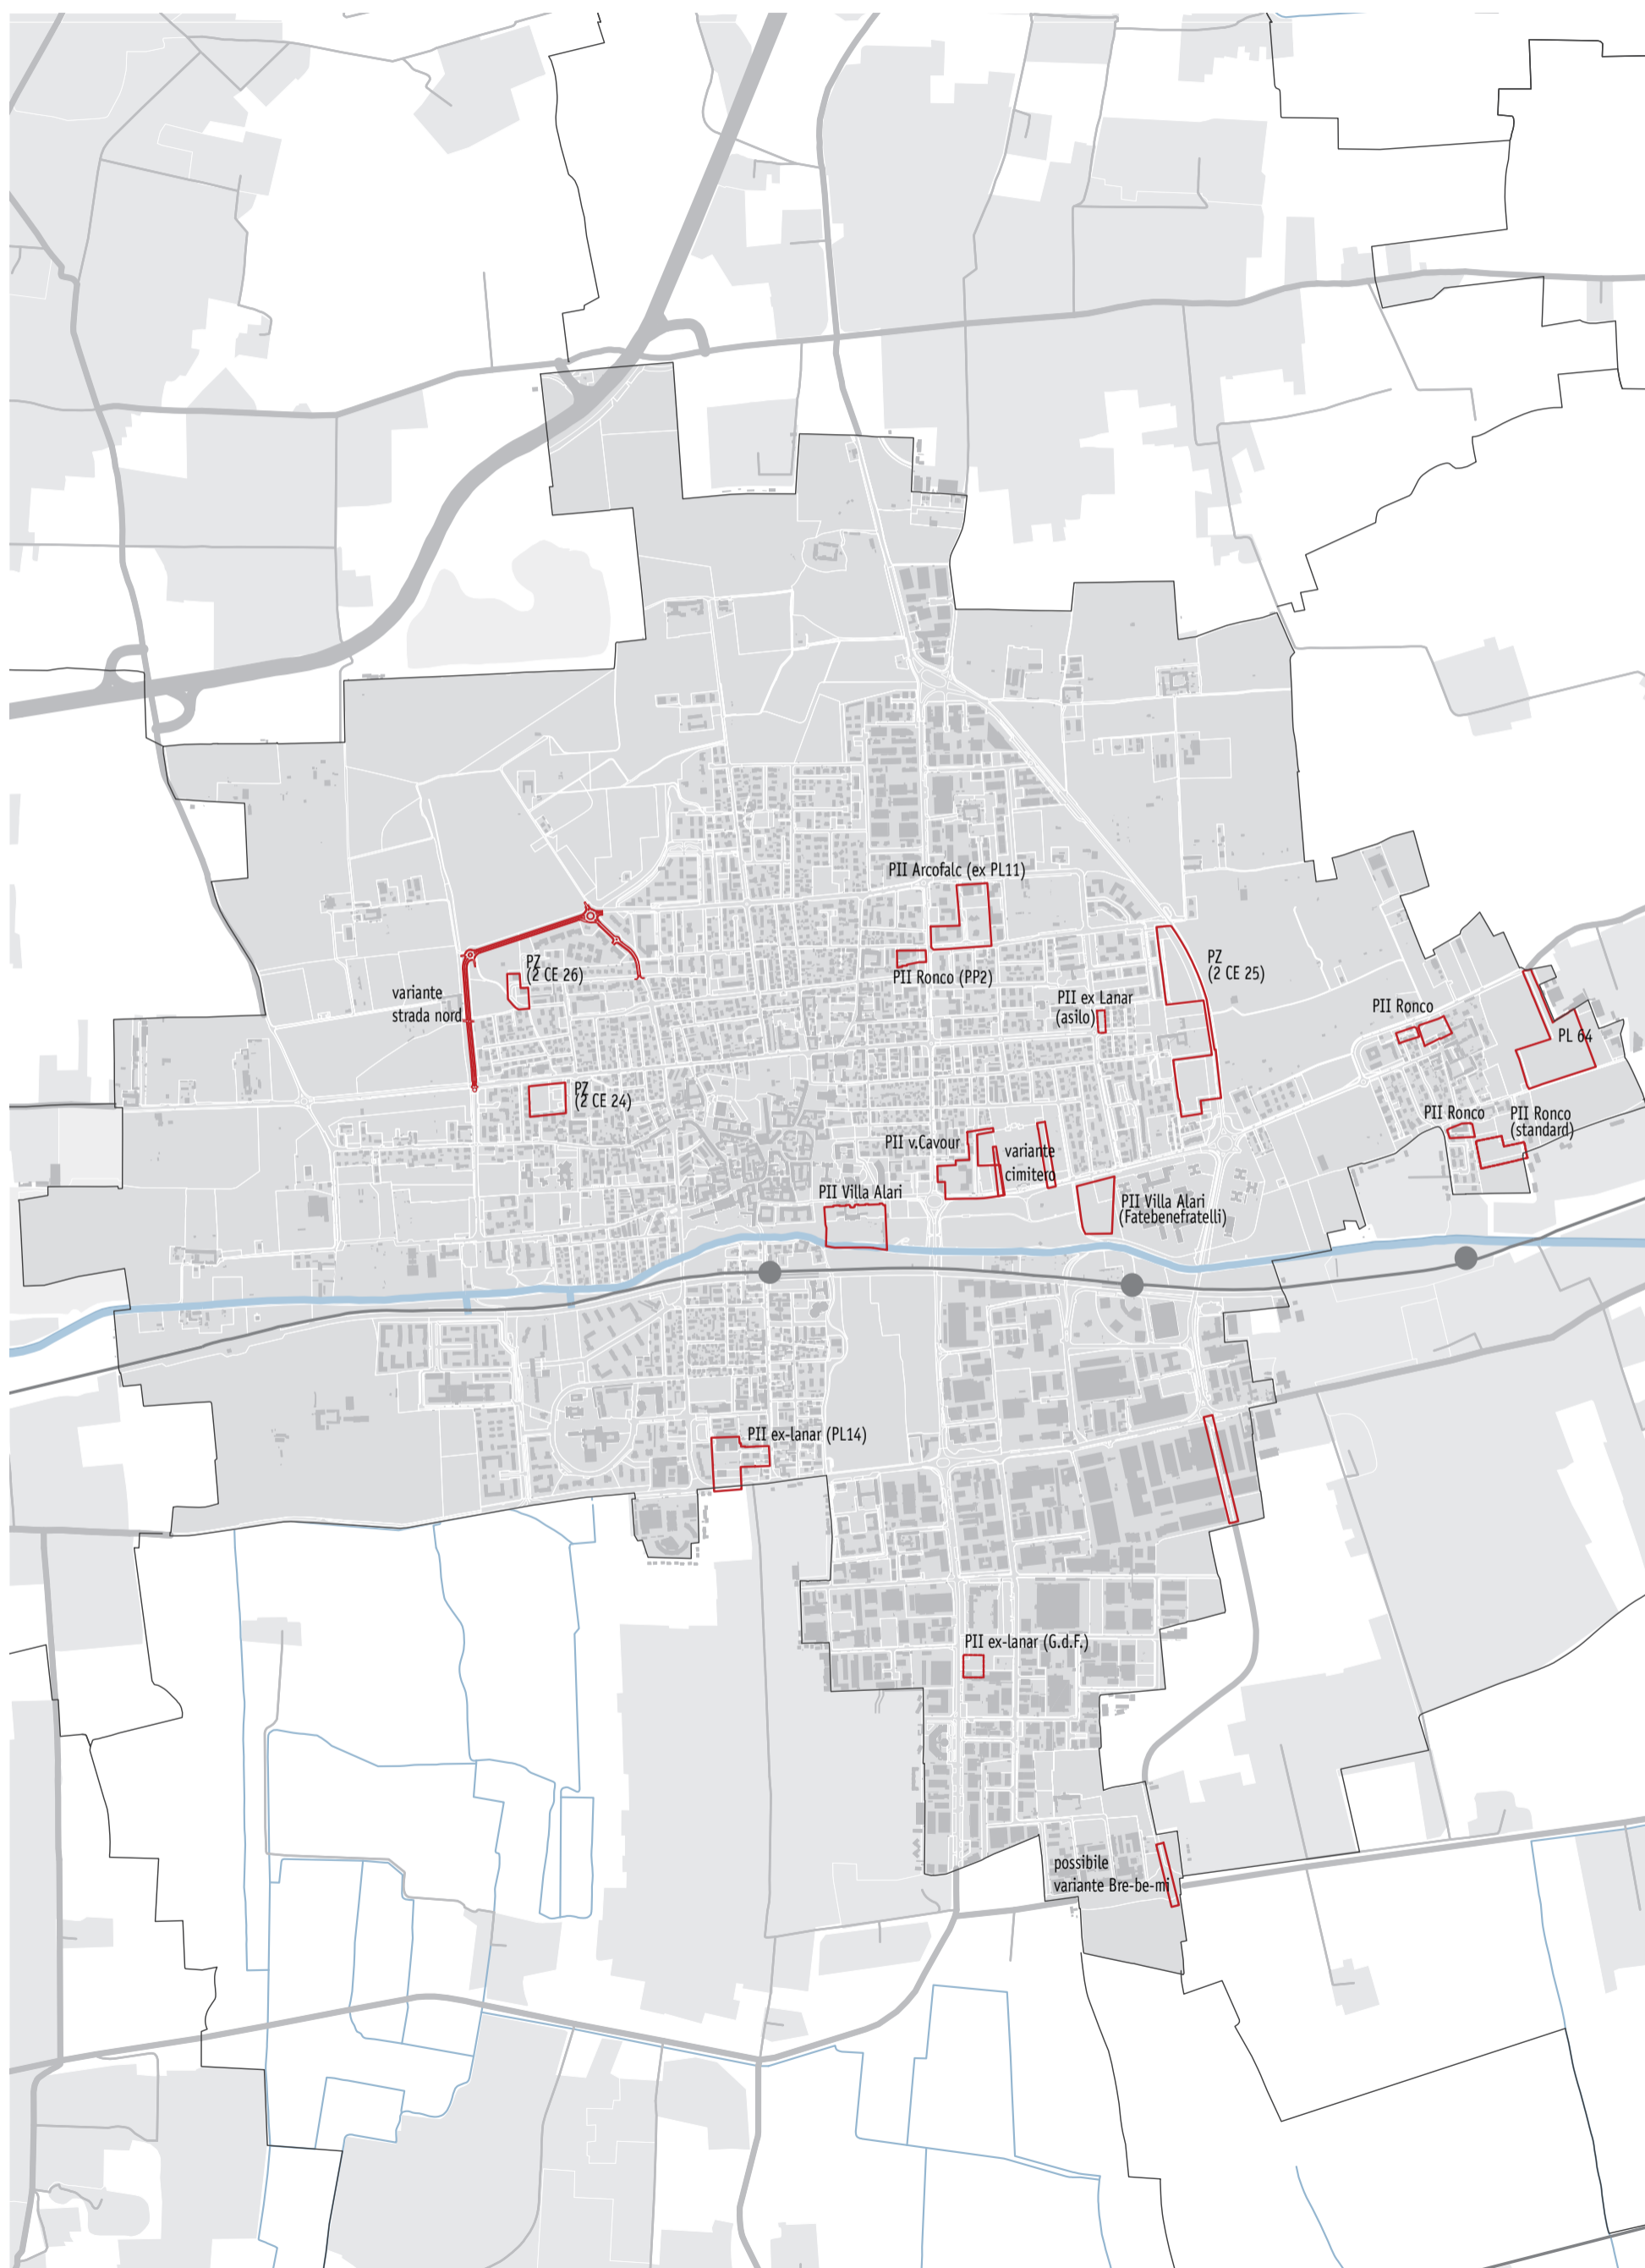 PII Arcofalc (ex PL11)
PII Ronco (PP2)
PZ
(2 CE 25)
PZ
(2 CE 26)
variante
strada nord
PII ex Lanar
(asilo)
PII Ronco
PL 64
PZ
(2 CE 24)
PII Ronco
PII Ronco
(standard)
PII v.Cavour
variante
cimitero
PII Villa Alari
PII Villa Alari
(Fatebenefratelli)
PII ex-lanar (PL14)
PII ex-lanar (G.d.F.)
possibile
variante Bre-be-mi